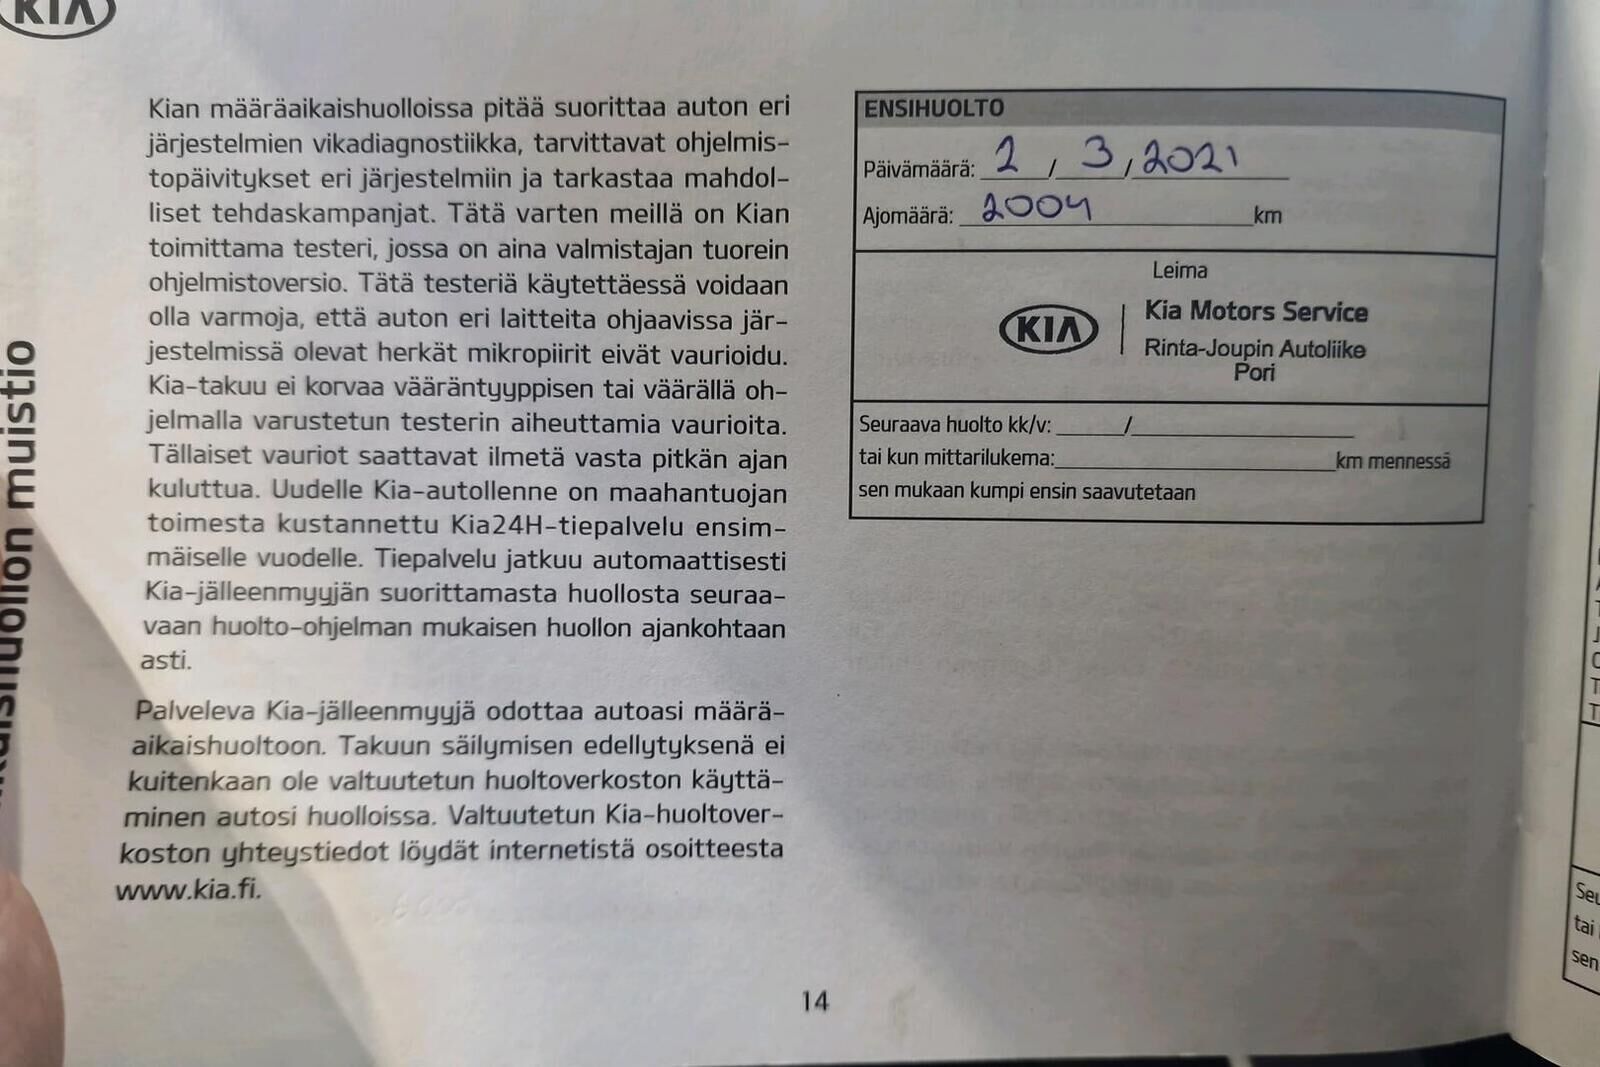 KIA
Kian määräaikaishuolloissa pitää suorittaa auton eri
järjestelmien vikadiagnostiikka, tarvittavat ohjelmis-
topäivitykset eri järjestelmiin ja tarkastaa mahdol-
liset tehdaskampanjat. Tätä varten meillä on Kian
toimittama testeri, jossa on aina valmistajan tuorein
ohjelmistoversio. Tätä testeriä käytettäessä voidaan
olla varmoja, että auton eri laitteita ohjaavissa jär-
jestelmissä olevat herkät mikropiirit eivät vaurioidu.
Kia-takuu ei korvaa vääräntyyppisen tai väärällä oh-
jelmalla varustetun testerin aiheuttamia vaurioita.
Tällaiset vauriot saattavat ilmetä vasta pitkän ajan
kuluttua. Uudelle Kia-autollenne on maahantuojan
toimesta kustannettu Kia24H-tiepalvelu ensim-
mäiselle vuodelle. Tiepalvelu jatkuu automaattisesti
Kia-jälleenmyyjän suorittamasta huollosta seuraa-
vaan huolto-ohjelman mukaisen huollon ajankohtaan
asti.
Palveleva Kia-jälleenmyyjä odottaa autoasi määrä-
aikaishuoltoon. Takuun säilymisen edellytyksenä ei
kuitenkaan ole valtuutetun huoltoverkoston käyttä-
minen autosi huolloissa. Valtuutetun Kia-huoltover-
koston yhteystiedot löydät internetistä osoitteesta
www.kia.fi.
ENSIHUOLTO
Päivämäärä: 2 / 3 / 2021
Ajomäärä: 2004 km
Leima
KIA | Kia Motors Service
Rinta-Joupin Autoliike
Pori
Seuraava huolto kk/v: ______/____________________
tai kun mittarilukema:_________________________km mennessä
sen mukaan kumpi ensin saavutetaan
14
muistio
Seu
tai
sen